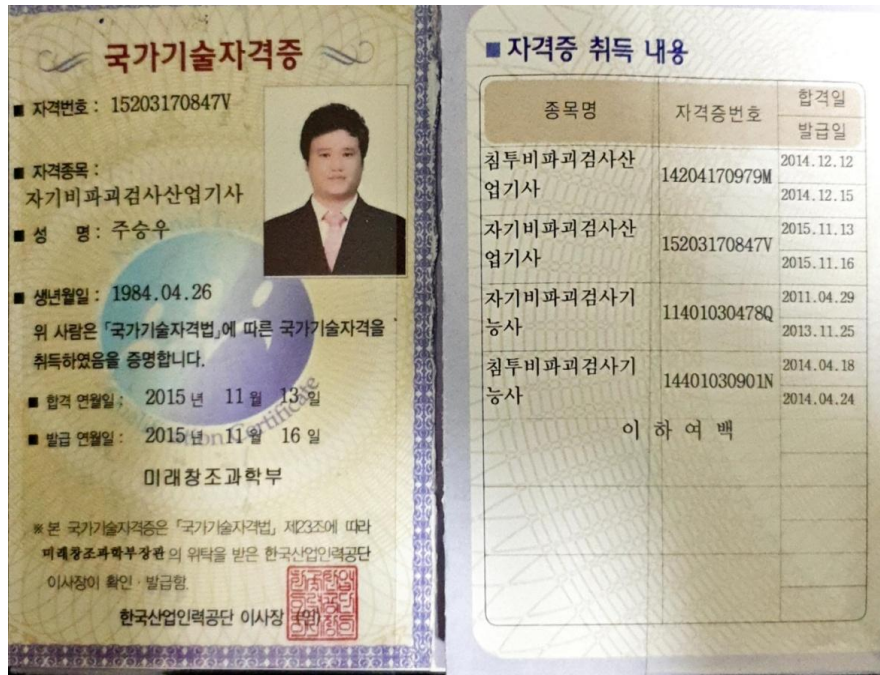 국가기술자격증
■ 자격번호 : 15203170847V
■ 자격종목 :
자기비파괴검사산업기사
■ 성 명 : 주승우
■ 생년월일 : 1984.04.26
위 사람은 「국가기술자격법」에 따른 국가기술자격을
취득하였음을 증명합니다.
■ 합격 연월일 : 2015 년 11 월 13 일
■ 발급 연월일 : 2015 년 11 월 16 일
미래창조과학부
※ 본 국가기술자격증은 「국가기술자격법」 제23조에 따라
미래창조과학부장관의 위탁을 받은 한국산업인력공단
이사장이 확인·발급함.
한국산업인력공단 이사장 (인)
■ 자격증 취득 내용
종목명 자격증번호 합격일
발급일
침투비파괴검사산 14204170979M 2014.12.12
업기사 2014.12.15
자기비파괴검사산 15203170847V 2015.11.13
업기사 2015.11.16
자기비파괴검사기 11401030478Q 2011.04.29
능사 2013.11.25
침투비파괴검사기 14401030901N 2014.04.18
능사 2014.04.24
이 하 여 백